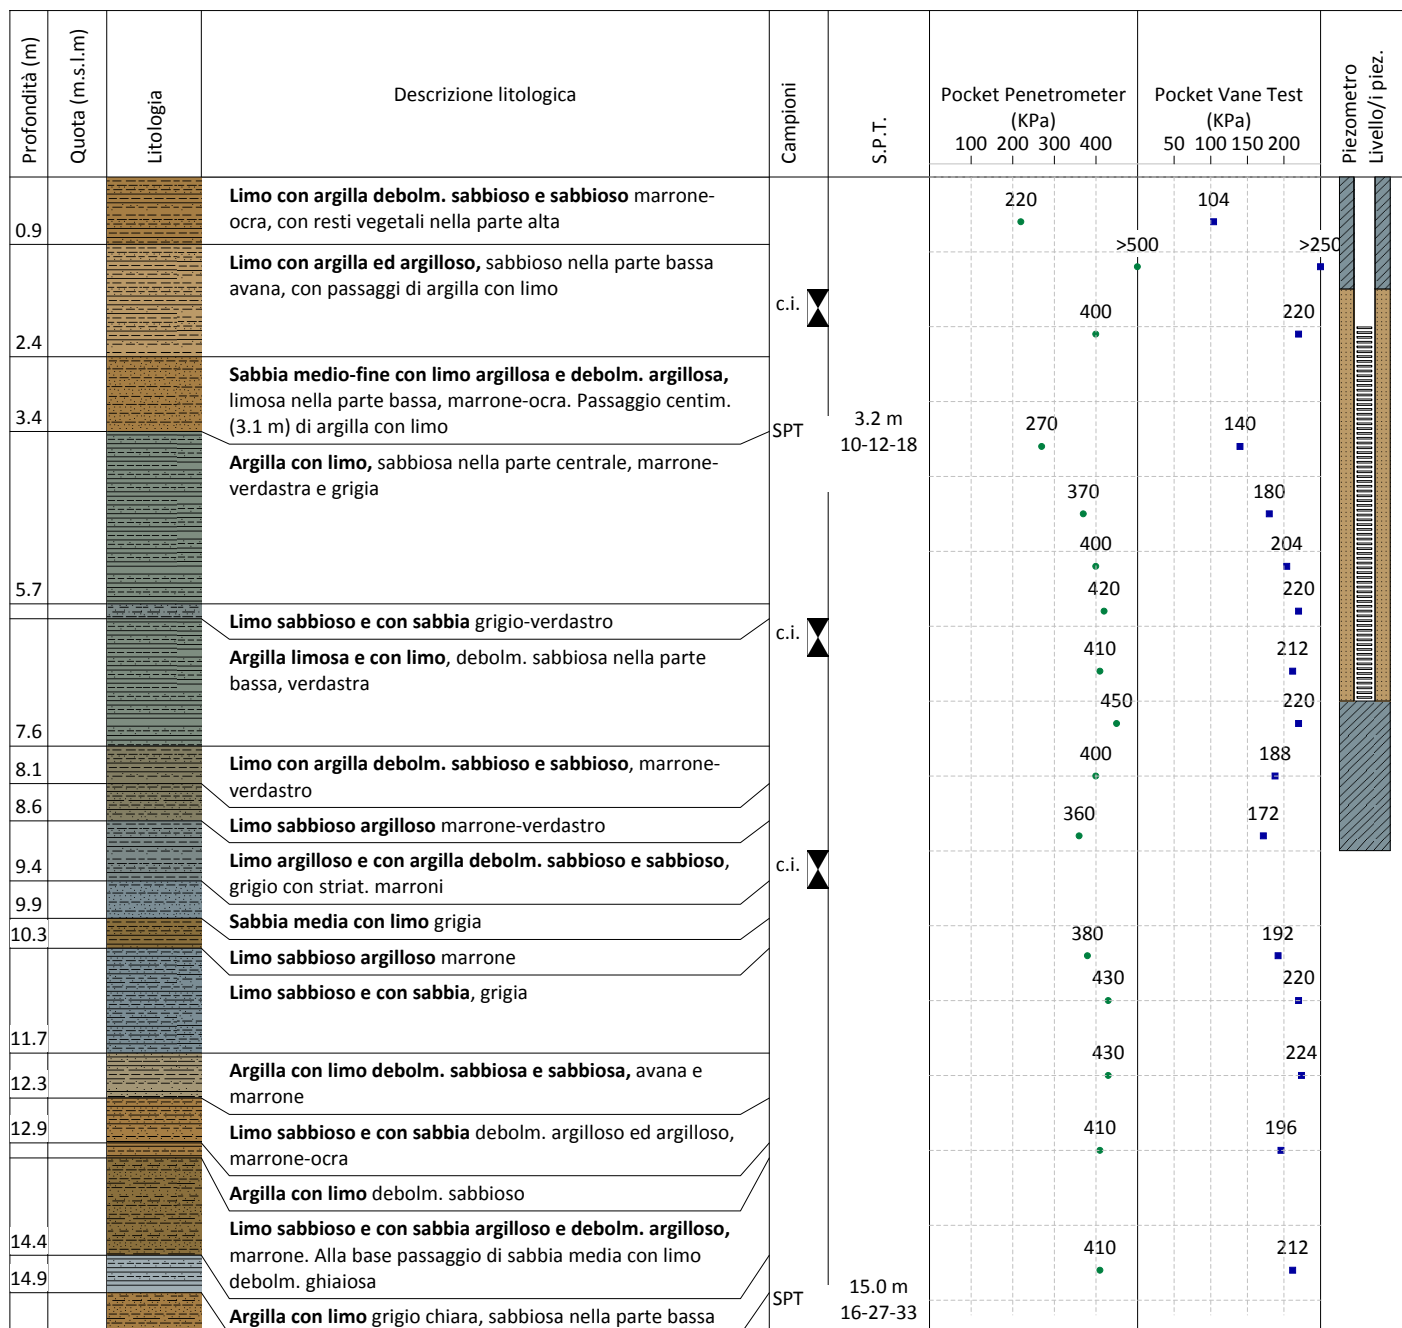 Profondità (m)
Quota (m.s.l.m)
Litologia
Descrizione litologica
Campioni
S.P.T.
Pocket Penetrometer
(KPa)
100 200 300 400
Pocket Vane Test
(KPa)
50 100 150 200
Piezometro
Livello/i piez.
Limo con argilla debolm. sabbioso e sabbioso marrone-
ocra, con resti vegetali nella parte alta
220
104
0.9
>500
>250
Limo con argilla ed argilloso, sabbioso nella parte bassa
avana, con passaggi di argilla con limo
c.i.
400
220
2.4
Sabbia medio-fine con limo argillosa e debolm. argillosa,
limosa nella parte bassa, marrone-ocra. Passaggio centim.
(3.1 m) di argilla con limo
3.4
SPT
3.2 m
10-12-18
270
140
Argilla con limo, sabbiosa nella parte centrale, marrone-
verdastra e grigia
370
180
400
204
5.7
420
220
Limo sabbioso e con sabbia grigio-verdastro
c.i.
Argilla limosa e con limo, debolm. sabbiosa nella parte
bassa, verdastra
410
212
450
220
7.6
Limo con argilla debolm. sabbioso e sabbioso, marrone-
verdastro
8.1
400
188
8.6
Limo sabbioso argilloso marrone-verdastro
360
172
Limo argilloso e con argilla debolm. sabbioso e sabbioso,
grigio con striat. marroni
9.4
c.i.
9.9
Sabbia media con limo grigia
10.3
380
192
Limo sabbioso argilloso marrone
Limo sabbioso e con sabbia, grigia
430
220
11.7
430
224
Argilla con limo debolm. sabbiosa e sabbiosa, avana e
marrone
12.3
12.9
Limo sabbioso e con sabbia debolm. argilloso ed argilloso,
marrone-ocra
410
196
Argilla con limo debolm. sabbioso
Limo sabbioso e con sabbia argilloso e debolm. argilloso,
marrone. Alla base passaggio di sabbia media con limo
debolm. ghiaiosa
14.4
410
212
14.9
SPT
15.0 m
16-27-33
Argilla con limo grigio chiara, sabbiosa nella parte bassa